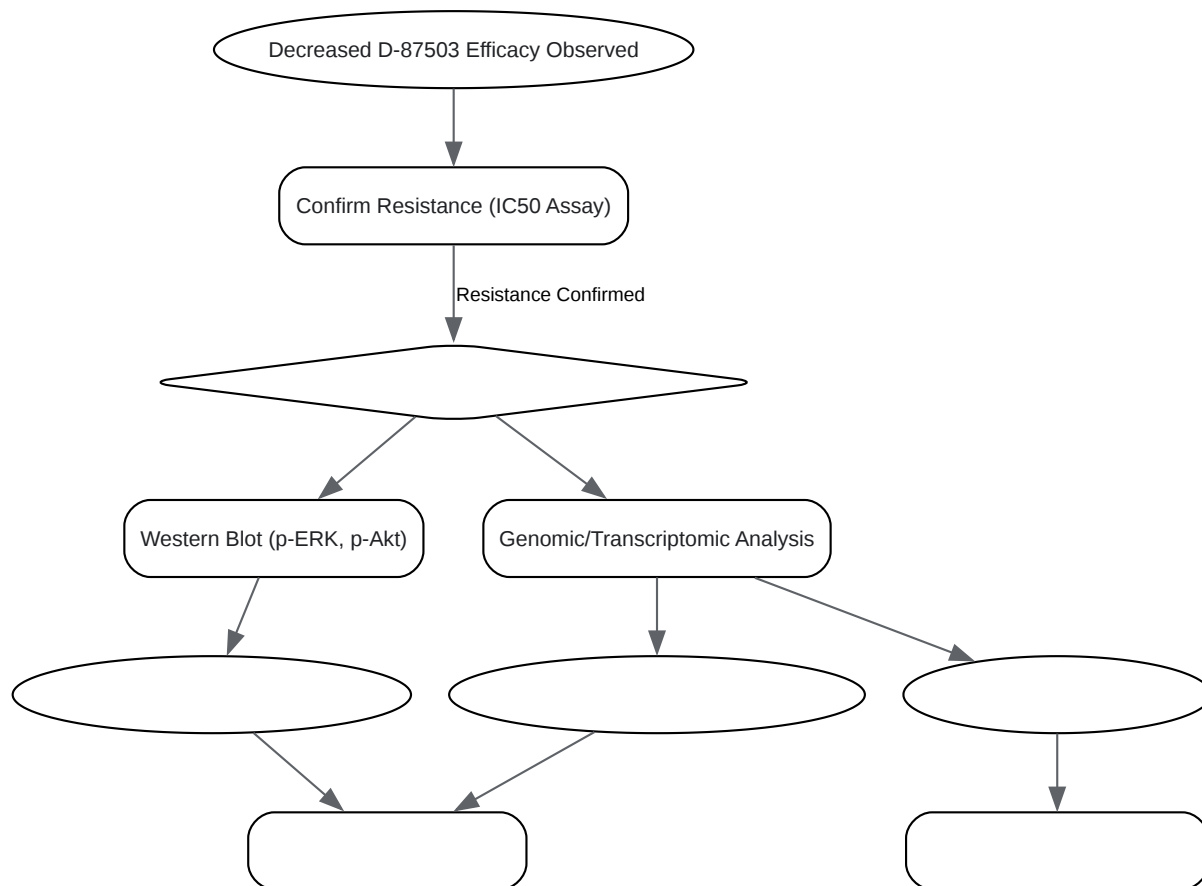 Decreased D-87503 Efficacy Observed
Confirm Resistance (IC50 Assay)
Resistance Confirmed
Western Blot (p-ERK, p-Akt)
Genomic/Transcriptomic Analysis